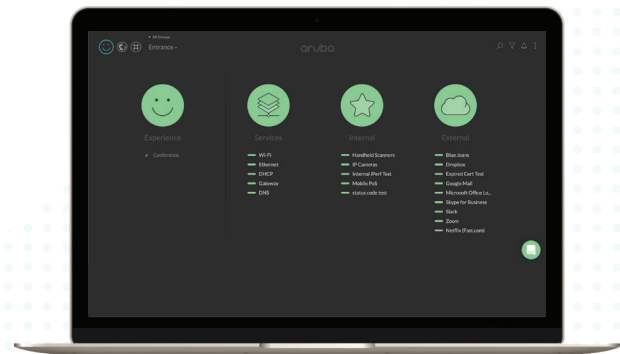 All Groups
Entrance
aruba
Experience
Conference
Services
Wi-Fi
Ethernet
DHCP
Gateway
DNS
Internal
Handheld Scanners
IP Cameras
Internal iPerf Test
Mobile PoS
status code test
External
Blue Jeans
Dropbox
Expired Cert Test
Google Mail
Microsoft Office Lo...
Skype for Business
Slack
Zoom
Netflix (Fast.com)